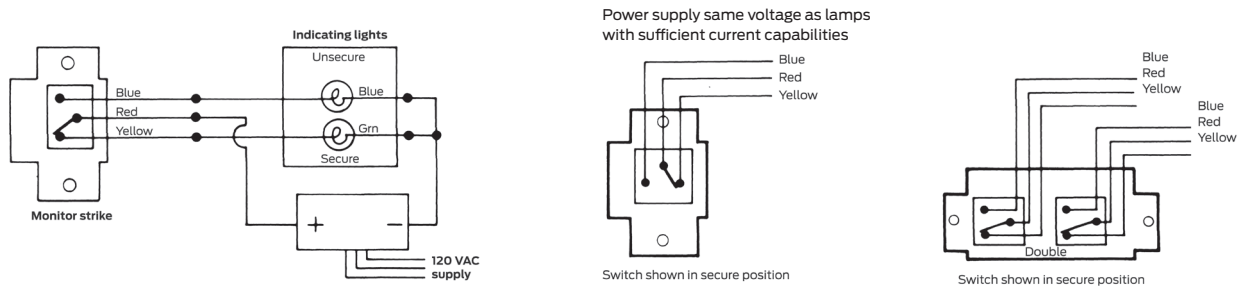 Indicating lights
Unsecure
Blue
Blue
Red
Yellow
Grn
Secure
Monitor strike
+ −
120 VAC
supply
Power supply same voltage as lamps
with sufficient current capabilities
Blue
Red
Yellow
Switch shown in secure position
Blue
Red
Yellow
Blue
Red
Yellow
Double
Switch shown in secure position